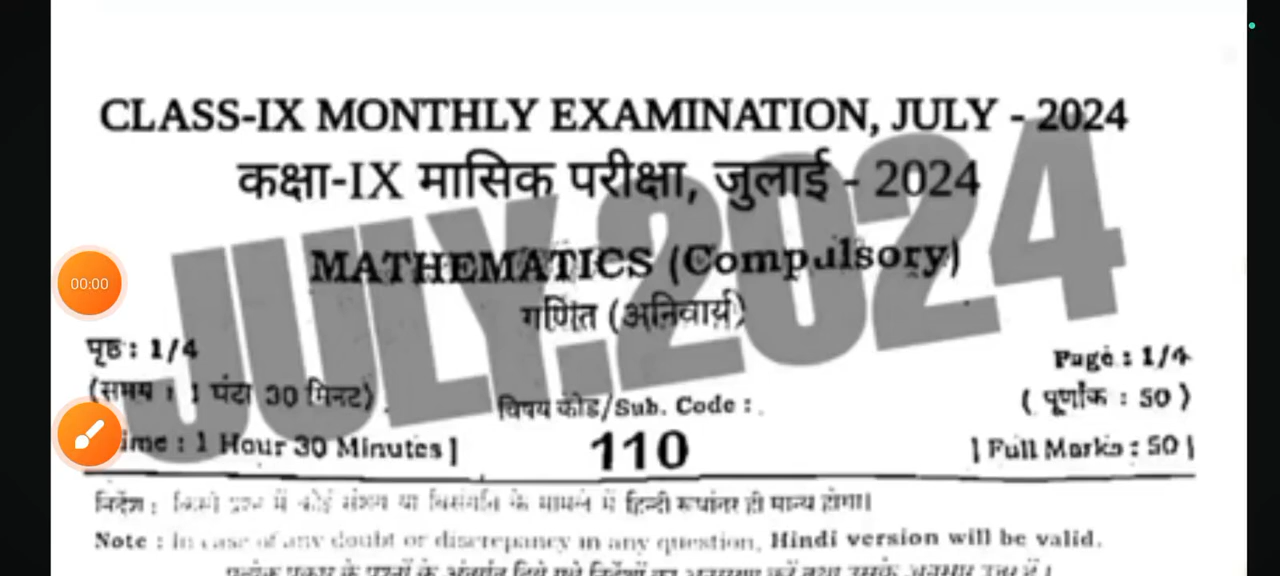 CLASS-IX MONTHLY EXAMINATION, JULY - 2024
कक्षा-IX मासिक परीक्षा, जुलाई - 2024
JULY.2024
MATHEMATICS (Compulsory)
गणित (अनिवार्य)
00:00
पृष्ठ : 1/4
Page : 1/4
(समय : 1 घंटा 30 मिनट)
विषय कोड/Sub. Code :
( पूर्णांक : 50 )
ime : 1 Hour 30 Minutes ]
110
| Full Marks : 50 |
निर्देश : किसी प्रश्न में कोई संशय या विसंगति के मामले में हिन्दी रूपांतर ही मान्य होगा।
Note : In case of any doubt or discrepancy in any question, Hindi version will be valid.